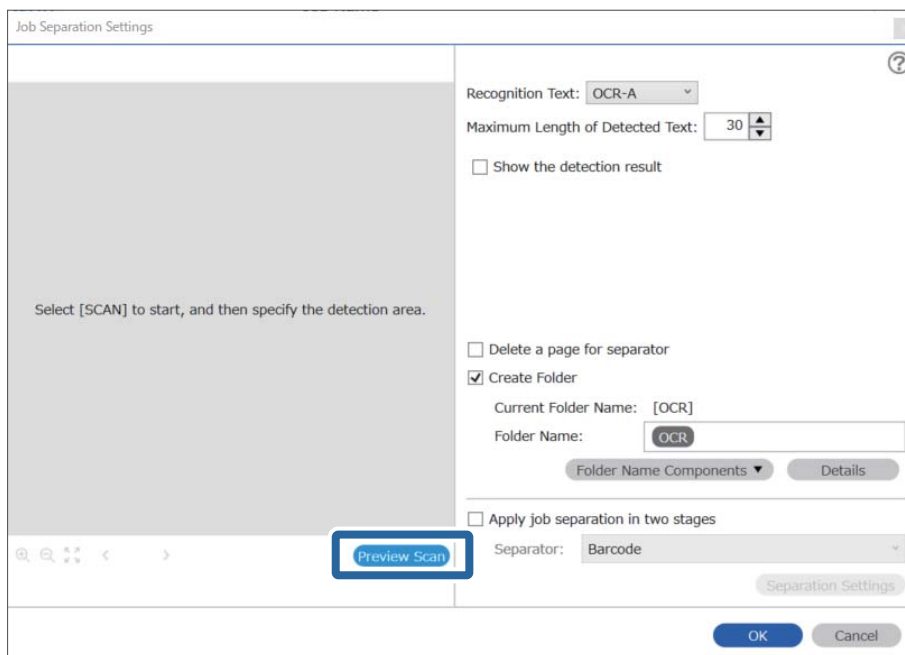 Job Separation Settings
Recognition Text: OCR-A
Maximum Length of Detected Text: 30
Show the detection result
Select [SCAN] to start, and then specify the detection area.
Delete a page for separator
Create Folder
Current Folder Name: [OCR]
Folder Name: OCR
Folder Name Components Details
Apply job separation in two stages
Preview Scan
Separator: Barcode
Separation Settings
OK Cancel